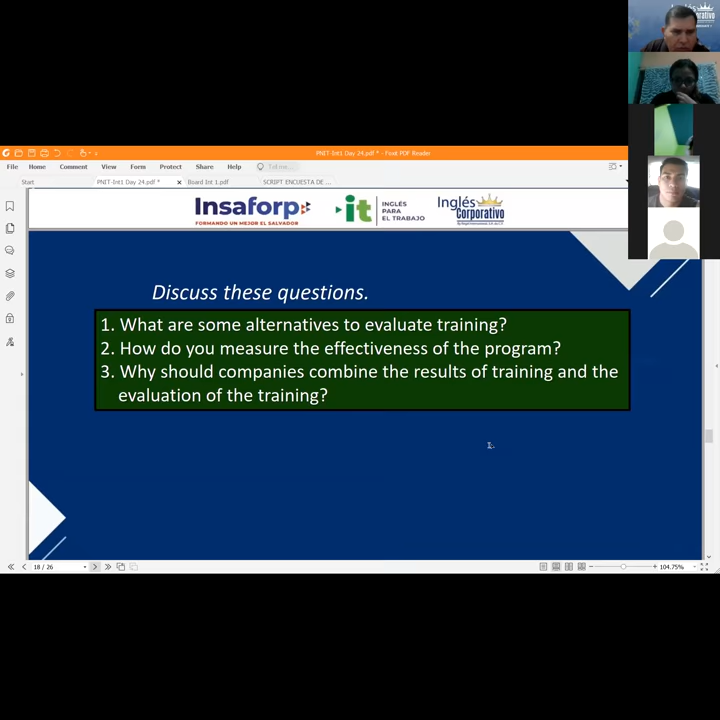 Inglés
Corporativo
PNIT-Int1 Day 24.pdf * - Foxit PDF Reader
File Home Comment View Form Protect Share Help Tell me...
Start PNIT-Int1 Day 24.pdf * Board Int 1.pdf SCRIPT ENCUESTA DE ...
Insaforp
FORMANDO UN MEJOR EL SALVADOR
it
INGLÉS
PARA
EL TRABAJO
Inglés
Corporativo
Discuss these questions.
1. What are some alternatives to evaluate training?
2. How do you measure the effectiveness of the program?
3. Why should companies combine the results of training and the
evaluation of the training?
18 / 26
104.75%